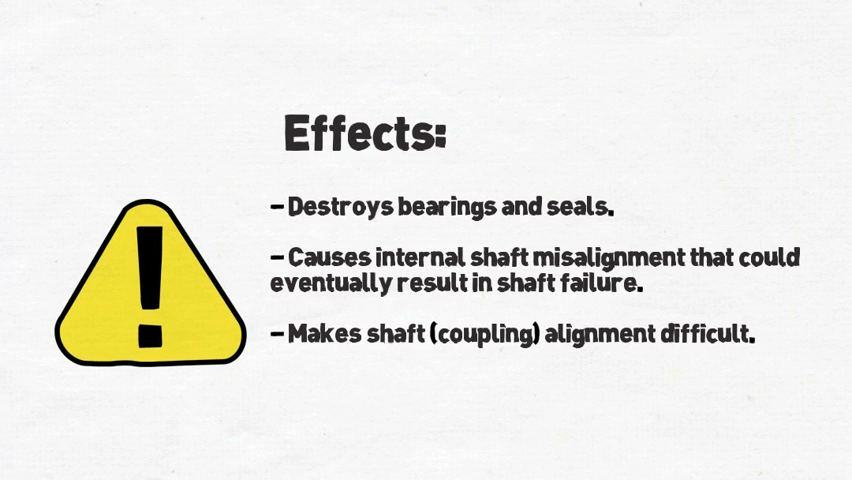 Effects:
– Destroys bearings and seals.
– Causes internal shaft misalignment that could
eventually result in shaft failure.
– Makes shaft (coupling) alignment difficult.
!